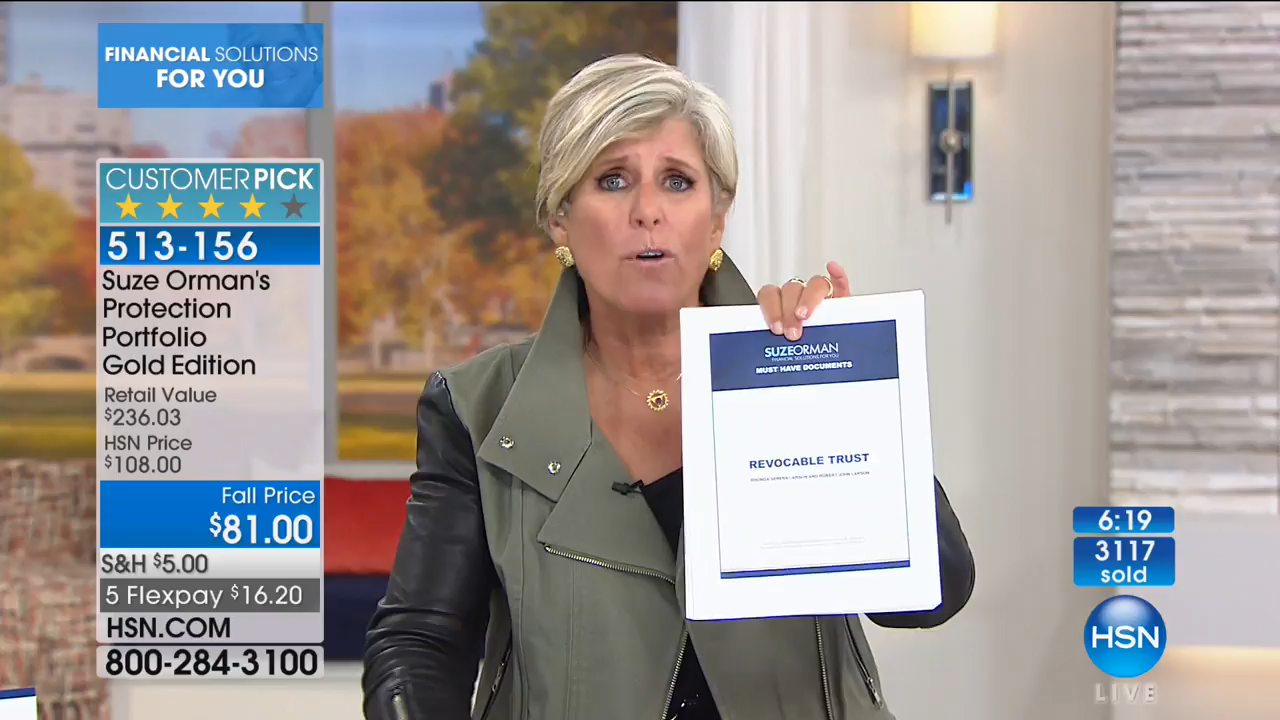 FINANCIAL SOLUTIONS
FOR YOU
CUSTOMER PICK
513-156
Suze Orman's
Protection
Portfolio
Gold Edition
Retail Value
$236.03
HSN Price
$108.00
Fall Price
$81.00
S&H $5.00
5 Flexpay $16.20
HSN.COM
800-284-3100
SUZEORMAN
FINANCIAL SOLUTIONS FOR YOU
MUST HAVE DOCUMENTS
REVOCABLE TRUST
6:19
3117
sold
HSN
LIVE